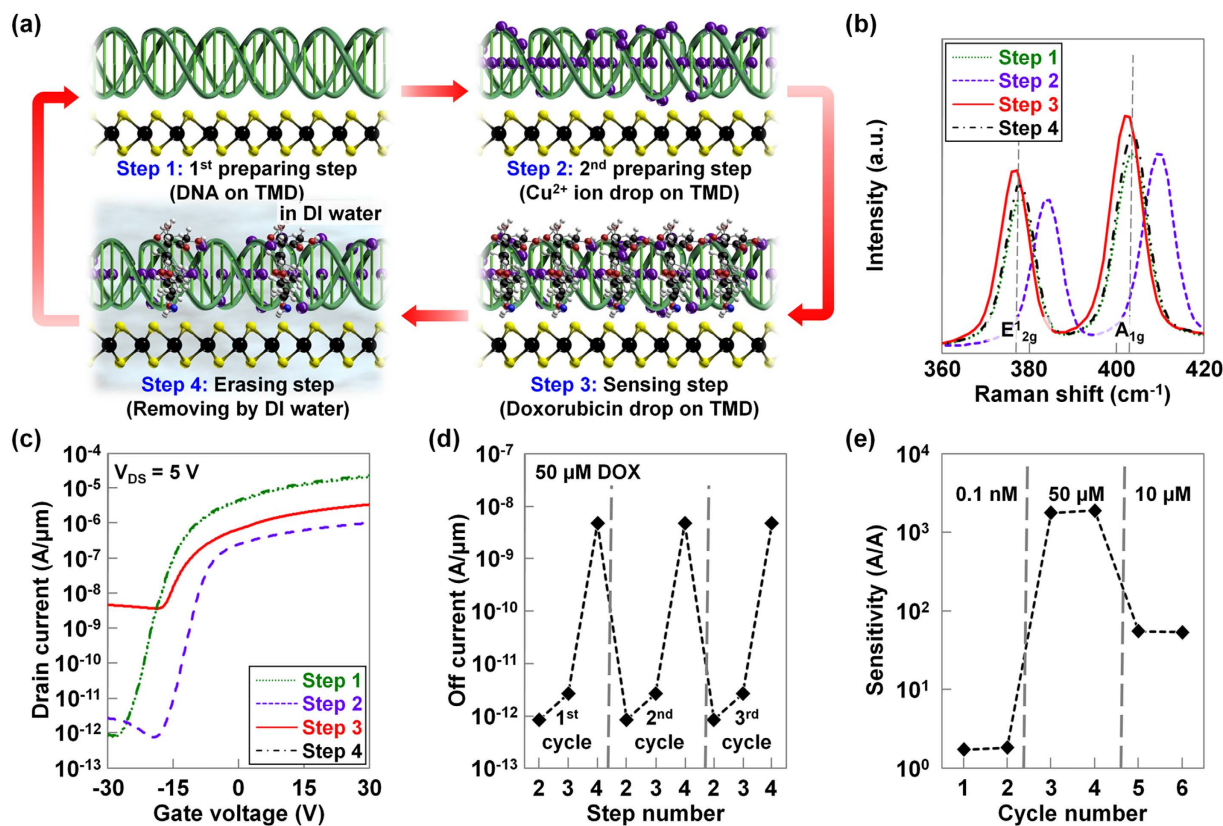 (a)
Step 1: 1st preparing step
(DNA on TMD)
Step 2: 2nd preparing step
(Cu2+ ion drop on TMD)
in DI water
Step 4: Erasing step
(Removing by DI water)
Step 3: Sensing step
(Doxorubicin drop on TMD)
(b)
Intensity (a.u.)
Step 1
Step 2
Step 3
Step 4
E12g
A1g
360 380 400 420
Raman shift (cm-1)
(c)
Drain current (A/μm)
VDS = 5 V
10-4
10-5
10-6
10-7
10-8
10-9
10-10
10-11
10-12
10-13
Step 1
Step 2
Step 3
Step 4
-30 -15 0 15 30
Gate voltage (V)
(d)
Off current (A/μm)
50 μM DOX
10-7
10-8
10-9
10-10
10-11
10-12
10-13
1st cycle
2nd cycle
3rd cycle
2 3 4 2 3 4 2 3 4
Step number
(e)
Sensitivity (A/A)
104
103
102
101
100
0.1 nM
50 μM
10 μM
1 2 3 4 5 6
Cycle number